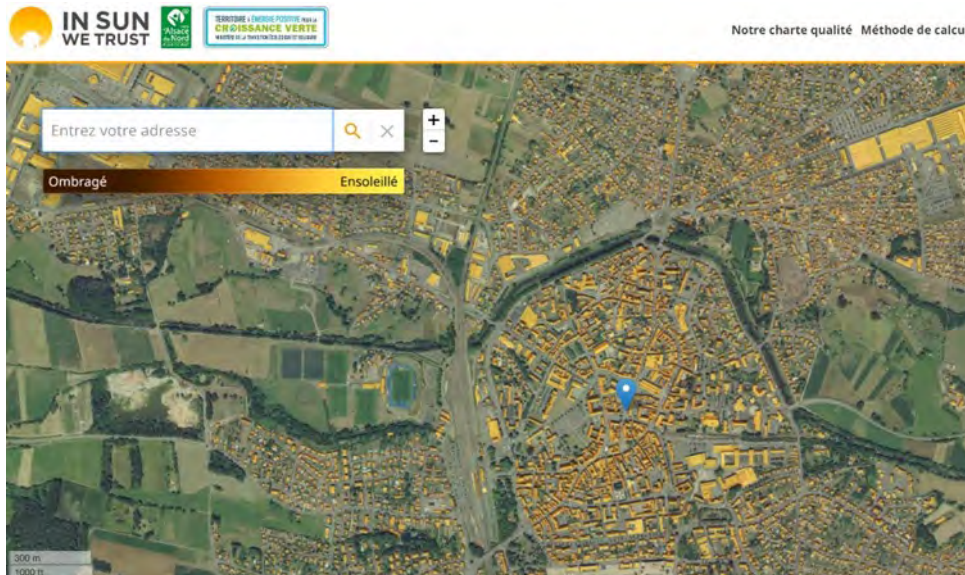 IN SUN
WE TRUST
l'Alsace
du Nord
TERRITOIRE à ÉNERGIE POSITIVE POUR LA
CROISSANCE VERTE
Notre charte qualité Méthode de calcu
Entrez votre adresse
+
-
Ombragé Ensoleillé
300 m
1000 ft